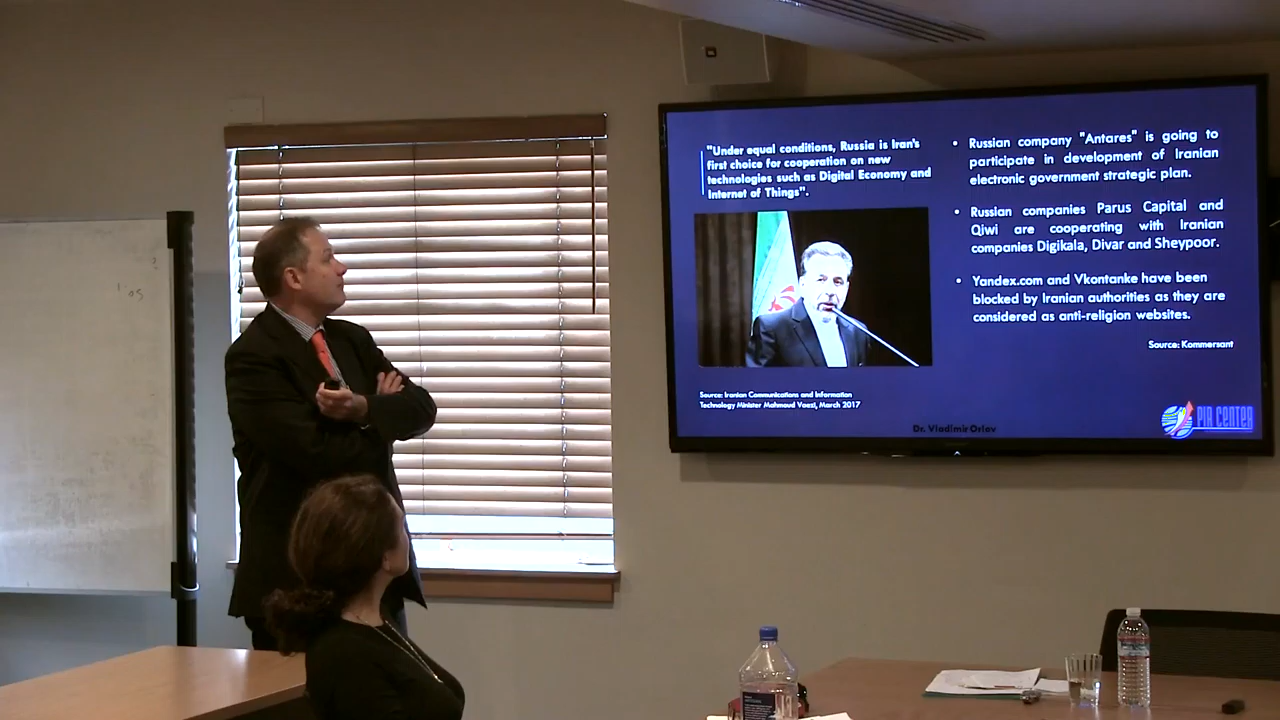 "Under equal conditions, Russia is Iran's
first choice for cooperation on new
technologies such as Digital Economy and
Internet of Things".
Source: Iranian Communications and Information
Technology Minister Mahmoud Vaezi, March 2017
• Russian company "Antares" is going to
participate in development of Iranian
electronic government strategic plan.
• Russian companies Parus Capital and
Qiwi are cooperating with Iranian
companies Digikala, Divar and Sheypoor.
• Yandex.com and Vkontanke have been
blocked by Iranian authorities as they are
considered as anti-religion websites.
Source: Kommersant
Dr. Vladimir Orlov
PIR CENTER